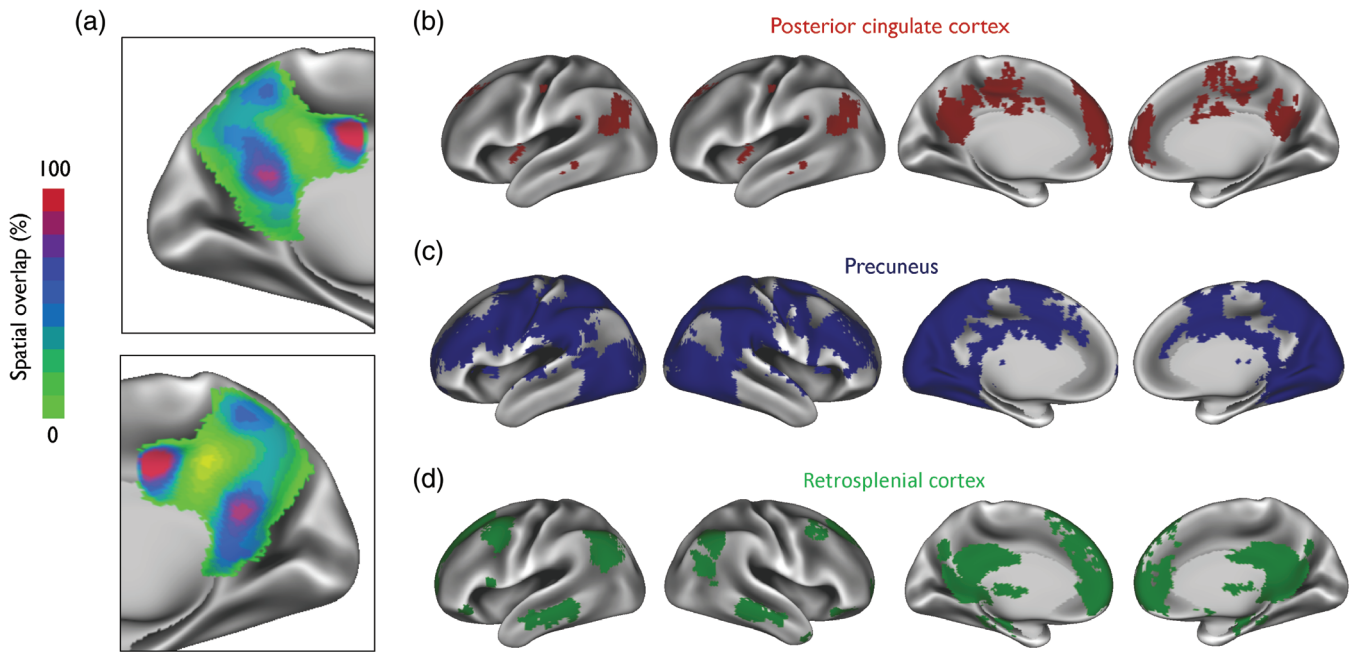 (a)
100
Spatial overlap (%)
0
(b)
Posterior cingulate cortex
(c)
Precuneus
(d)
Retrosplenial cortex